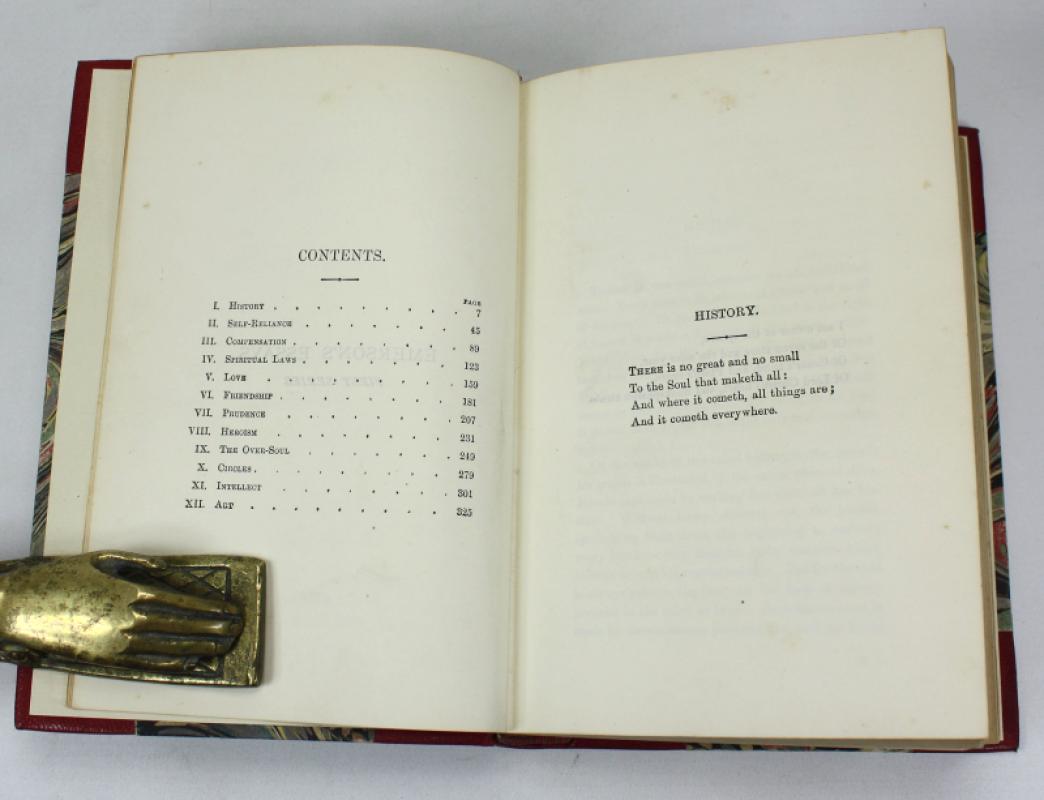 CONTENTS.
PAGE
I. HISTORY . . . . . . . . 7
II. SELF-RELIANCE . . . . . . . 45
III. COMPENSATION . . . . . . . 89
IV. SPIRITUAL LAWS . . . . . . . 123
V. LOVE . . . . . . . . 159
VI. FRIENDSHIP . . . . . . . . 181
VII. PRUDENCE . . . . . . . . 207
VIII. HEROISM . . . . . . . . 231
IX. THE OVER-SOUL . . . . . . . 249
X. CIRCLES . . . . . . . . 279
XI. INTELLECT . . . . . . . 301
XII. ART . . . . . . . . . 325
HISTORY.
THERE is no great and no small
To the Soul that maketh all:
And where it cometh, all things are;
And it cometh everywhere.